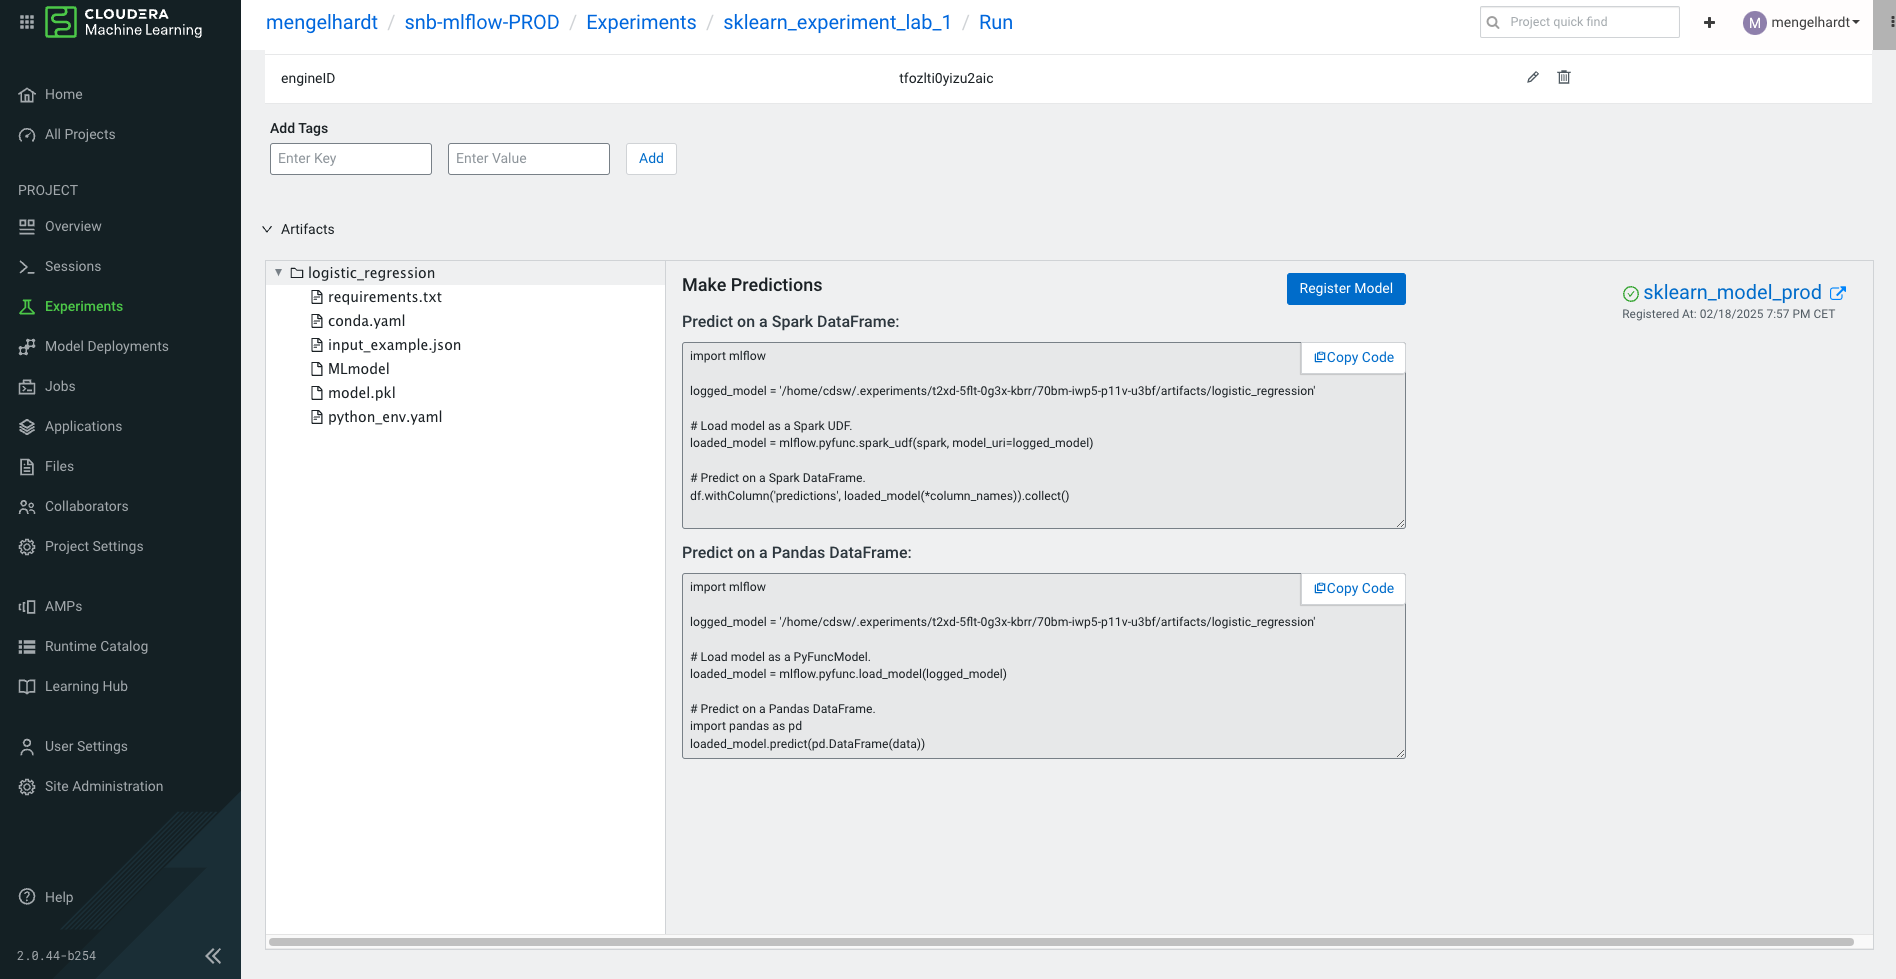 CLOUDERA
Machine Learning
Home
All Projects
PROJECT
Overview
Sessions
Experiments
Model Deployments
Jobs
Applications
Files
Collaborators
Project Settings
AMPs
Runtime Catalog
Learning Hub
User Settings
Site Administration
Help
2.0.44-b254
mengelhardt / snb-mlflow-PROD / Experiments / sklearn_experiment_lab_1 / Run
Project quick find
M mengelhardt
engineID tfozlti0yizu2aic
Add Tags
Enter Key Enter Value Add
Artifacts
logistic_regression
requirements.txt
conda.yaml
input_example.json
MLmodel
model.pkl
python_env.yaml
Make Predictions
Register Model
sklearn_model_prod
Registered At: 02/18/2025 7:57 PM CET
Predict on a Spark DataFrame:
Copy Code
import mlflow
logged_model = '/home/cdsw/.experiments/t2xd-5flt-0g3x-kbrr/70bm-iwp5-p11v-u3bf/artifacts/logistic_regression'
# Load model as a Spark UDF.
loaded_model = mlflow.pyfunc.spark_udf(spark, model_uri=logged_model)
# Predict on a Spark DataFrame.
df.withColumn('predictions', loaded_model(*column_names)).collect()
Predict on a Pandas DataFrame:
Copy Code
import mlflow
logged_model = '/home/cdsw/.experiments/t2xd-5flt-0g3x-kbrr/70bm-iwp5-p11v-u3bf/artifacts/logistic_regression'
# Load model as a PyFuncModel.
loaded_model = mlflow.pyfunc.load_model(logged_model)
# Predict on a Pandas DataFrame.
import pandas as pd
loaded_model.predict(pd.DataFrame(data))